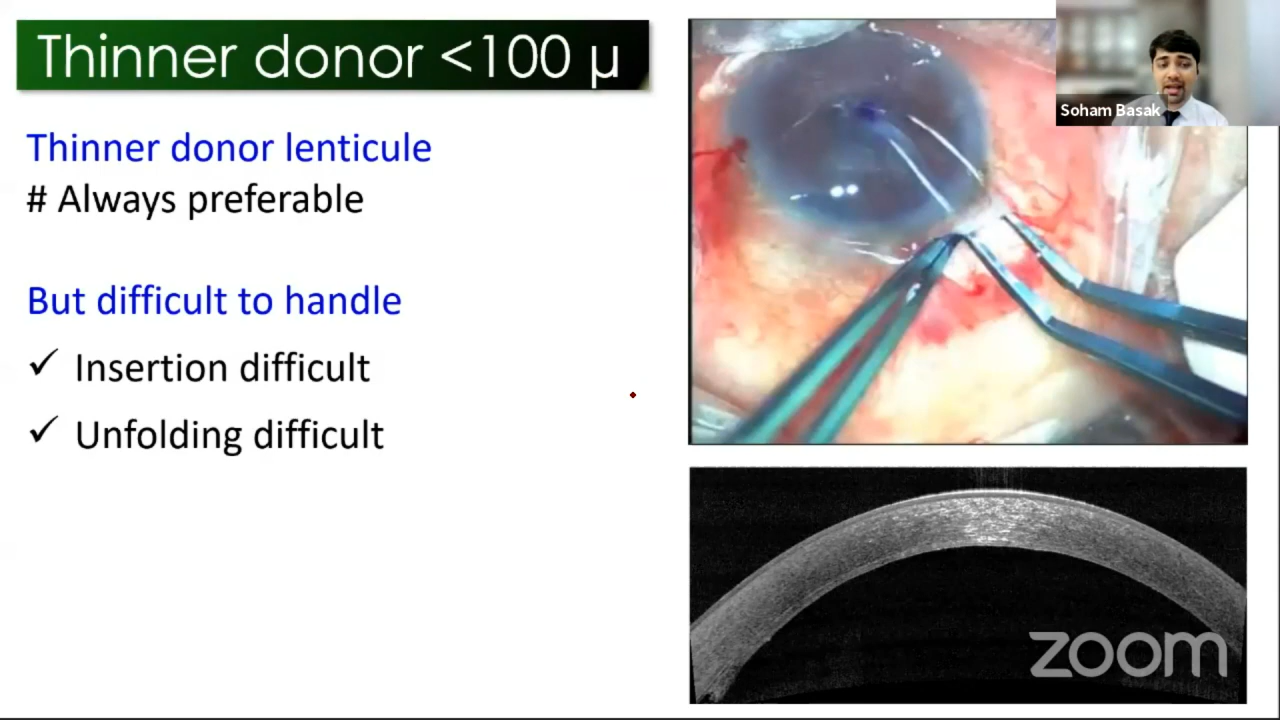 Thinner donor <100 µ
Soham Basak
Thinner donor lenticule
# Always preferable
But difficult to handle
✓ Insertion difficult
✓ Unfolding difficult
zoom